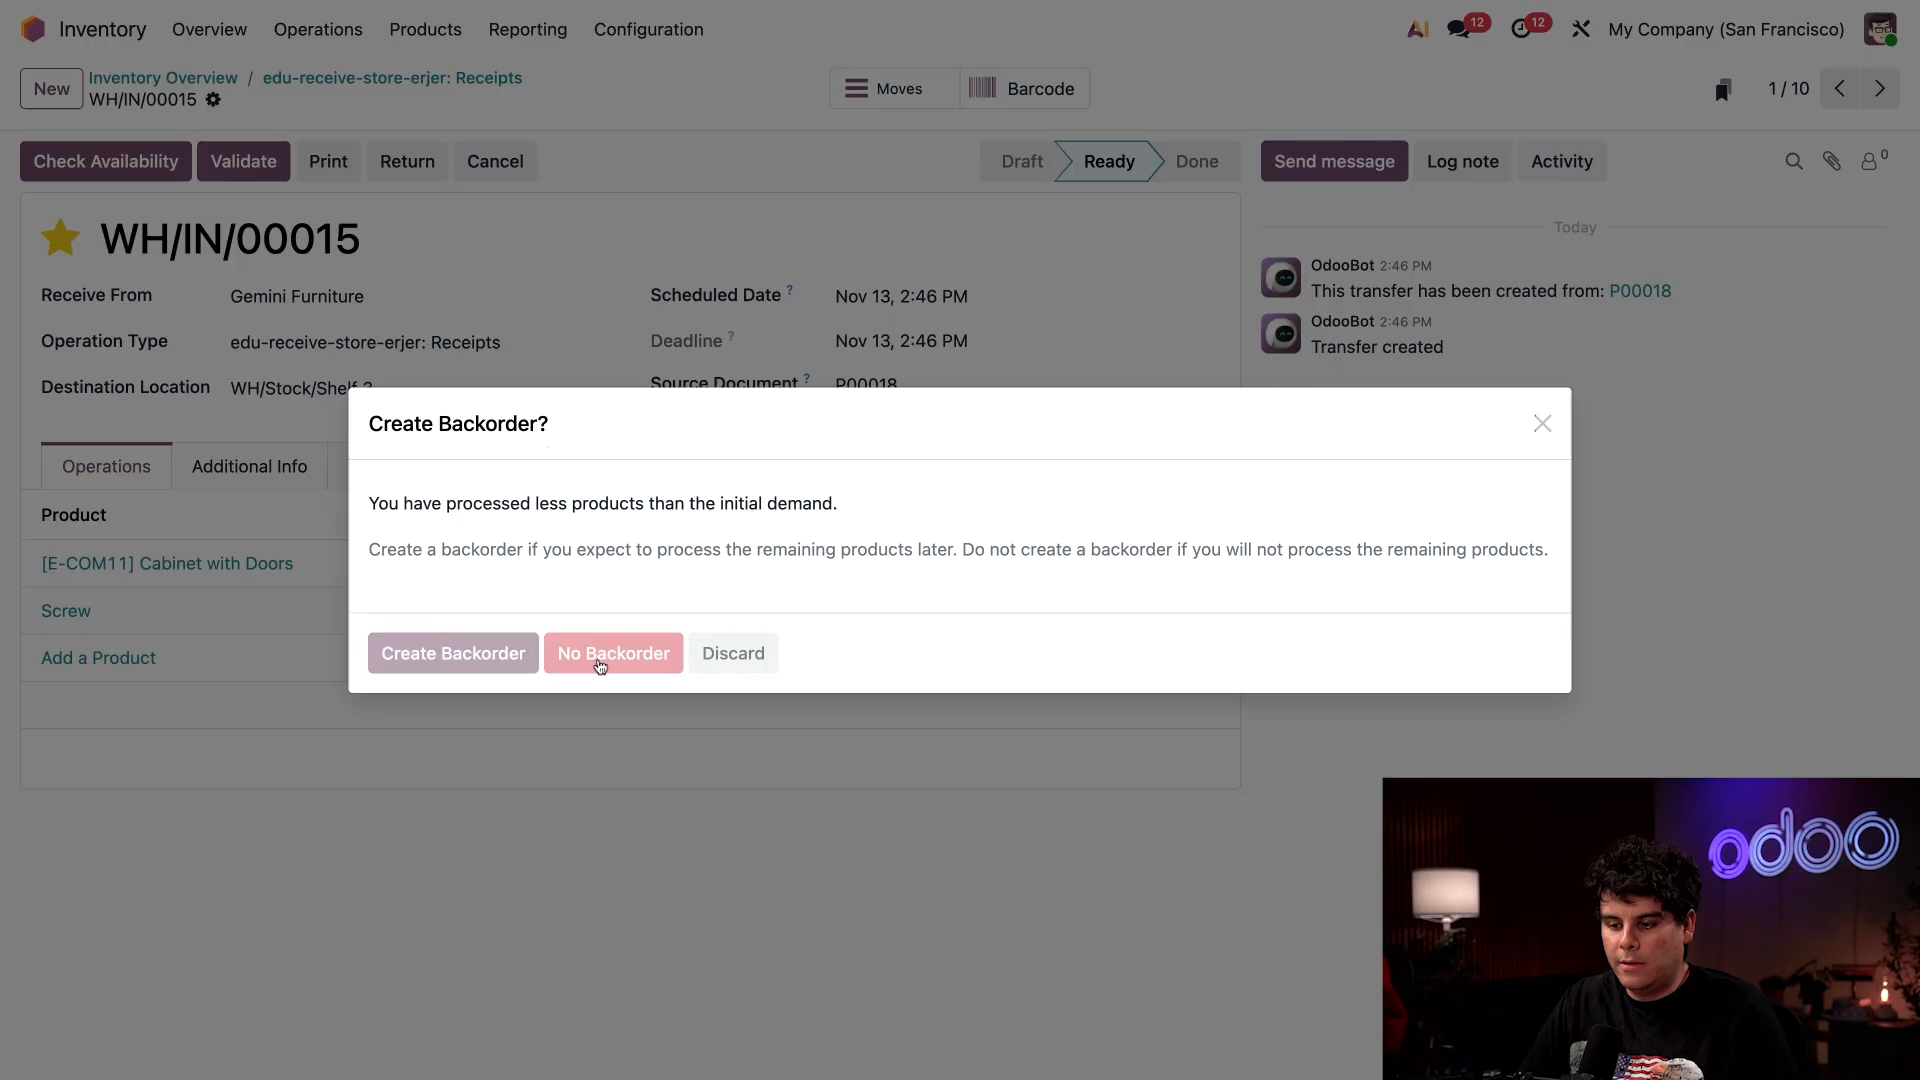 Inventory Overview Operations Products Reporting Configuration
AI 12 12 My Company (San Francisco)
New Inventory Overview / edu-receive-store-erjer: Receipts
WH/IN/00015
Moves Barcode 1 / 10
Check Availability Validate Print Return Cancel Draft Ready Done
Send message Log note Activity 0
WH/IN/00015
Receive From Gemini Furniture Scheduled Date ? Nov 13, 2:46 PM
Operation Type edu-receive-store-erjer: Receipts Deadline ? Nov 13, 2:46 PM
Destination Location WH/Stock/Shelf 2 Source Document ? P00018
Today
OdooBot 2:46 PM
This transfer has been created from: P00018
OdooBot 2:46 PM
Transfer created
Operations Additional Info
Product
[E-COM11] Cabinet with Doors
Screw
Add a Product
Create Backorder?
You have processed less products than the initial demand.
Create a backorder if you expect to process the remaining products later. Do not create a backorder if you will not process the remaining products.
Create Backorder No Backorder Discard
odoo